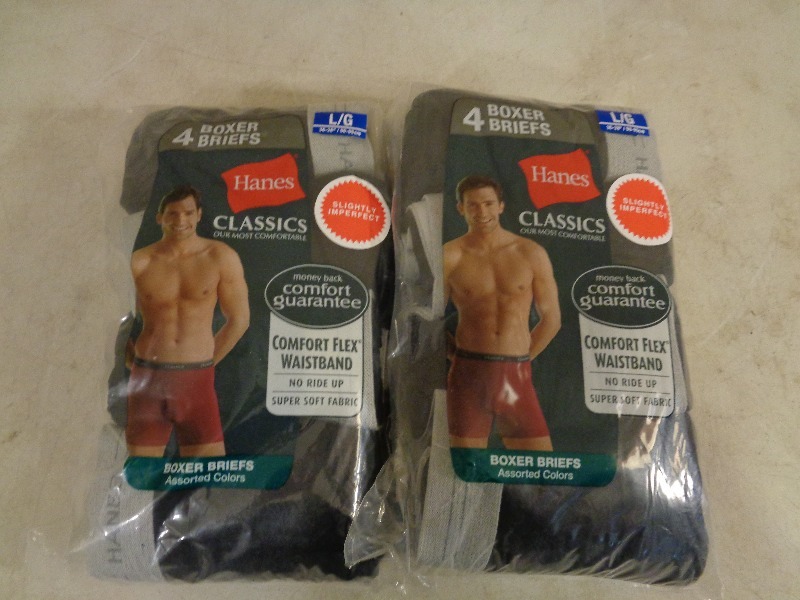 4 BOXER
BRIEFS
L/G
Hanes
SLIGHTLY
IMPERFECT
CLASSICS
OUR MOST COMFORTABLE
money back
comfort
guarantee
COMFORT FLEX®
WAISTBAND
NO RIDE UP
SUPER SOFT FABRIC
BOXER BRIEFS
Assorted Colors
HANES
4 BOXER
BRIEFS
L/G
Hanes
SLIGHTLY
IMPERFECT
CLASSICS
OUR MOST COMFORTABLE
money back
comfort
guarantee
COMFORT FLEX®
WAISTBAND
NO RIDE UP
SUPER SOFT FABRIC
BOXER BRIEFS
Assorted Colors